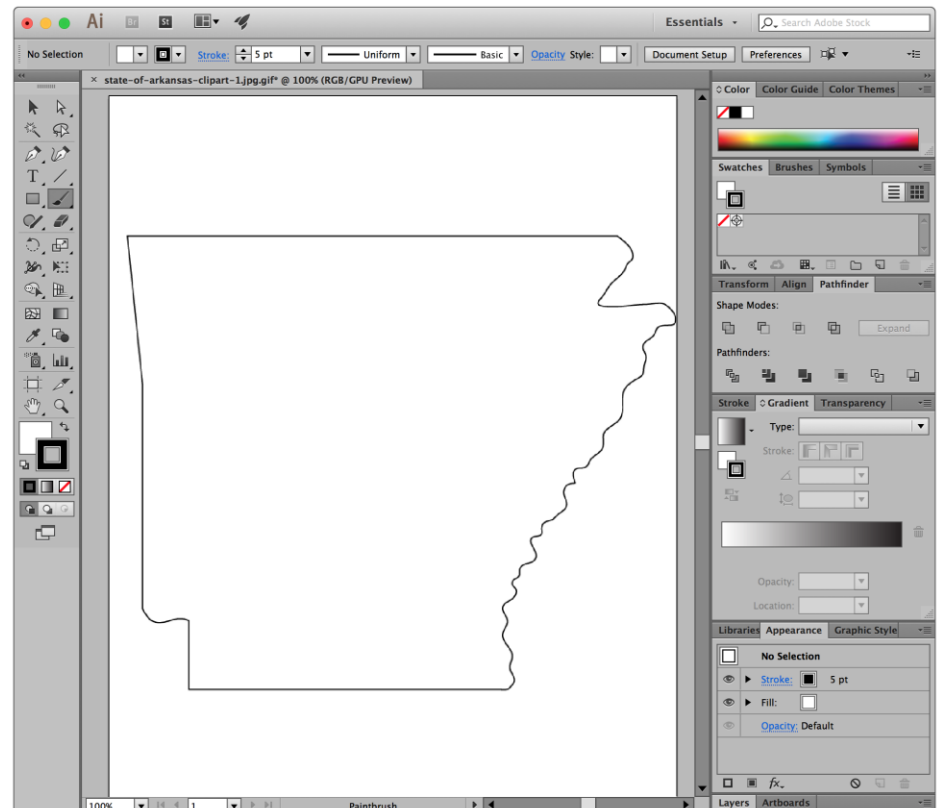 Ai Br St Essentials Search Adobe Stock
No Selection Stroke: 5 pt Uniform Basic Opacity Style: Document Setup Preferences
× state-of-arkansas-clipart-1.jpg.gif* @ 100% (RGB/GPU Preview)
Color Color Guide Color Themes
Swatches Brushes Symbols
Transform Align Pathfinder
Shape Modes:
Expand
Pathfinders:
Stroke Gradient Transparency
Type:
Stroke:
Opacity:
Location:
Libraries Appearance Graphic Style
No Selection
Stroke: 5 pt
Fill:
Opacity: Default
fx.
100% 1 Paintbrush
Layers Artboards